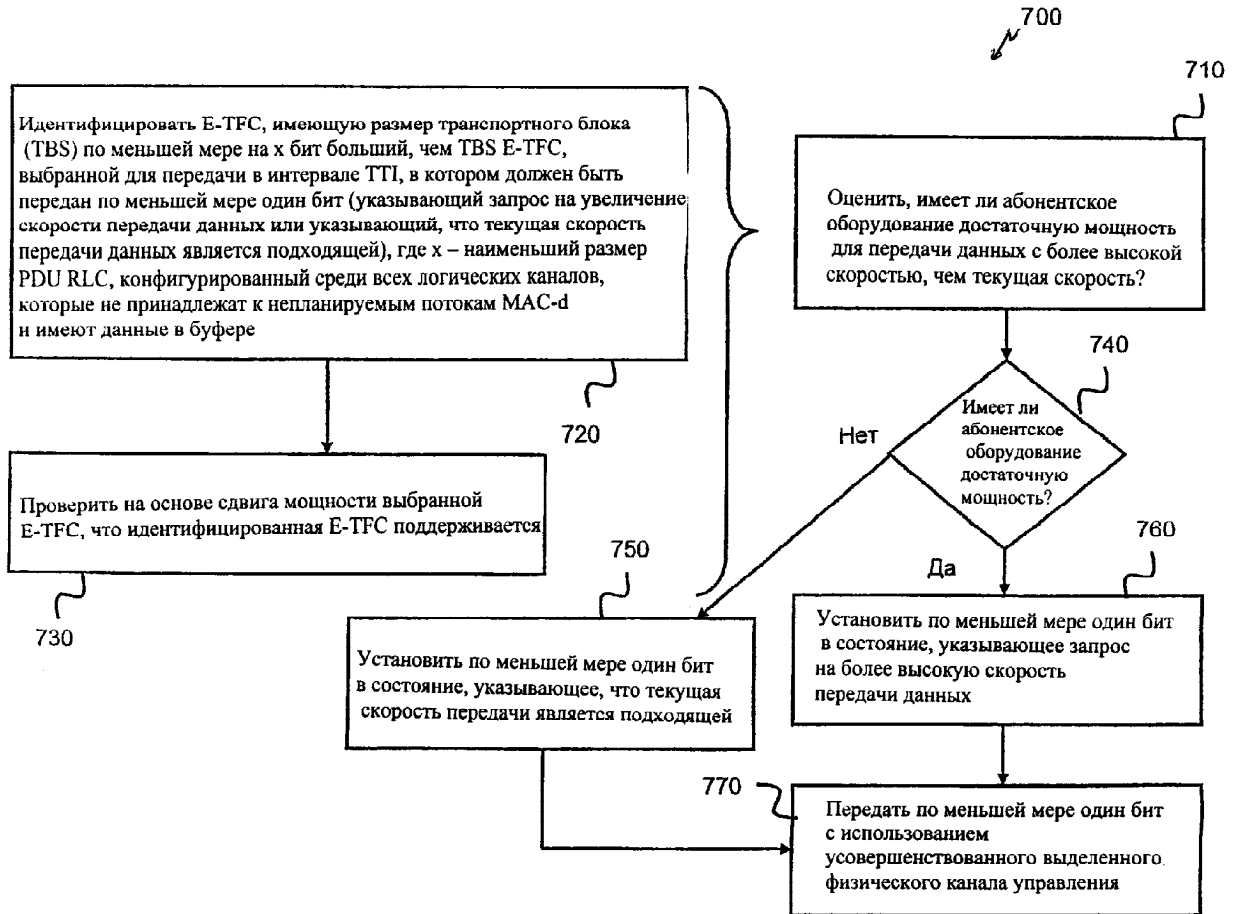 700
710
Идентифицировать E-TFC, имеющую размер транспортного блока
(TBS) по меньшей мере на x бит больший, чем TBS E-TFC,
выбранной для передачи в интервале TTI, в котором должен быть
передан по меньшей мере один бит (указывающий запрос на увеличение
скорости передачи данных или указывающий, что текущая скорость
передачи данных является подходящей), где x – наименьший размер
PDU RLC, конфигурированный среди всех логических каналов,
которые не принадлежат к непланируемым потокам MAC-d
и имеют данные в буфере
720
Проверить на основе сдвига мощности выбранной
E-TFC, что идентифицированная E-TFC поддерживается
730
Оценить, имеет ли абонентское
оборудование достаточную мощность
для передачи данных с более высокой
скоростью, чем текущая скорость?
740
Имеет ли
абонентское
оборудование
достаточную
мощность?
Нет
Да
750
Установить по меньшей мере один бит
в состояние, указывающее, что текущая
скорость передачи является подходящей
760
Установить по меньшей мере один бит
в состояние, указывающее запрос
на более высокую скорость
передачи данных
770
Передать по меньшей мере один бит
с использованием
усовершенствованного выделенного
физического канала управления